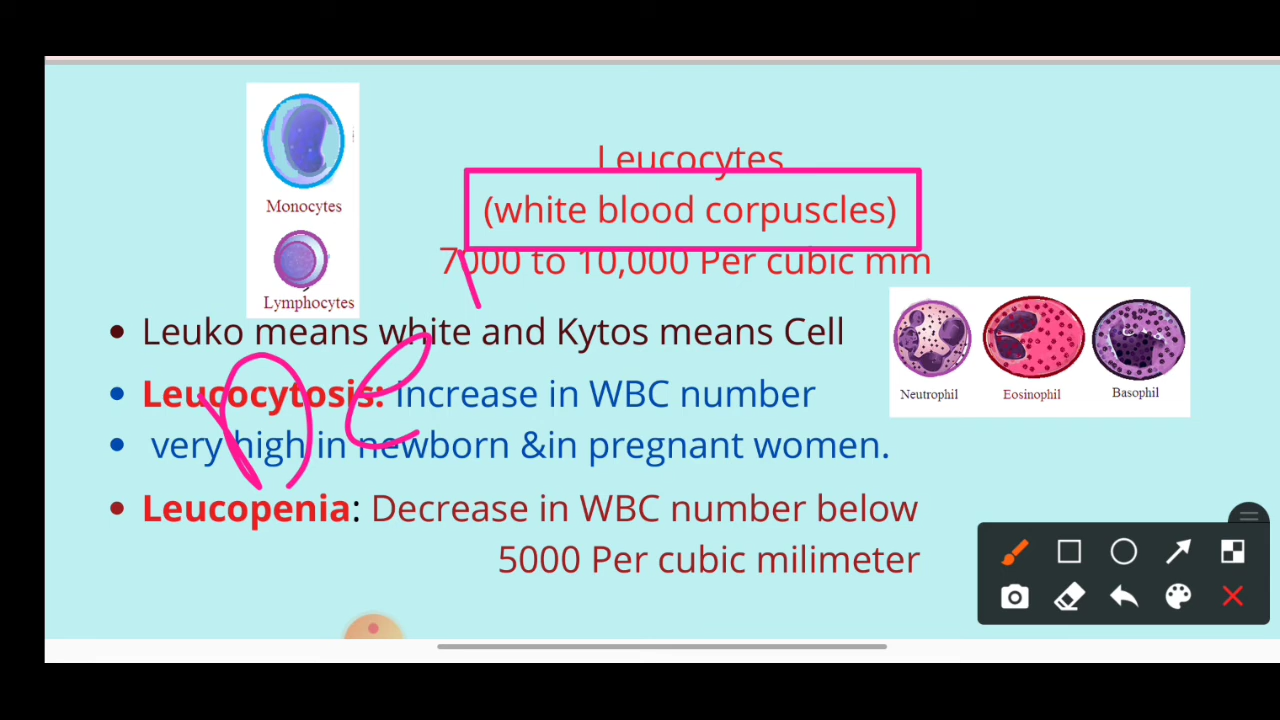 Leucocytes
(white blood corpuscles)
7000 to 10,000 Per cubic mm
Monocytes
Lymphocytes
• Leuko means white and Kytos means Cell
• Leucocytosis: Increase in WBC number
• very high in newborn &in pregnant women.
• Leucopenia: Decrease in WBC number below
5000 Per cubic milimeter
Neutrophil
Eosinophil
Basophil